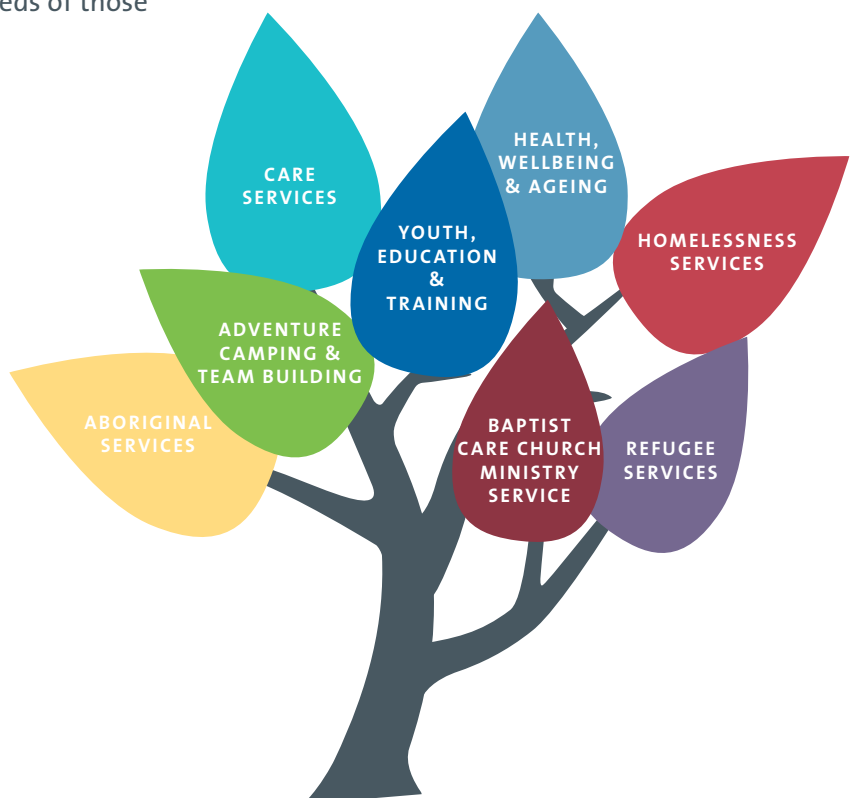 eds of those
CARE
SERVICES
HEALTH,
WELLBEING
& AGEING
YOUTH,
EDUCATION
&
TRAINING
HOMELESSNESS
SERVICES
ADVENTURE
CAMPING &
TEAM BUILDING
ABORIGINAL
SERVICES
BAPTIST
CARE CHURCH
MINISTRY
SERVICE
REFUGEE
SERVICES